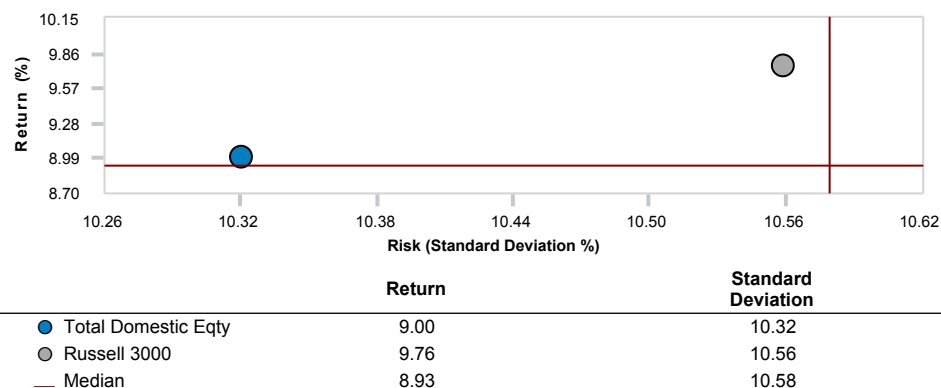 10.15
9.86
9.57
9.28
8.99
8.70
Return (%)
10.26 10.32 10.38 10.44 10.50 10.56 10.62
Risk (Standard Deviation %)
Return Standard Deviation
Total Domestic Eqty 9.00 10.32
Russell 3000 9.76 10.56
Median 8.93 10.58